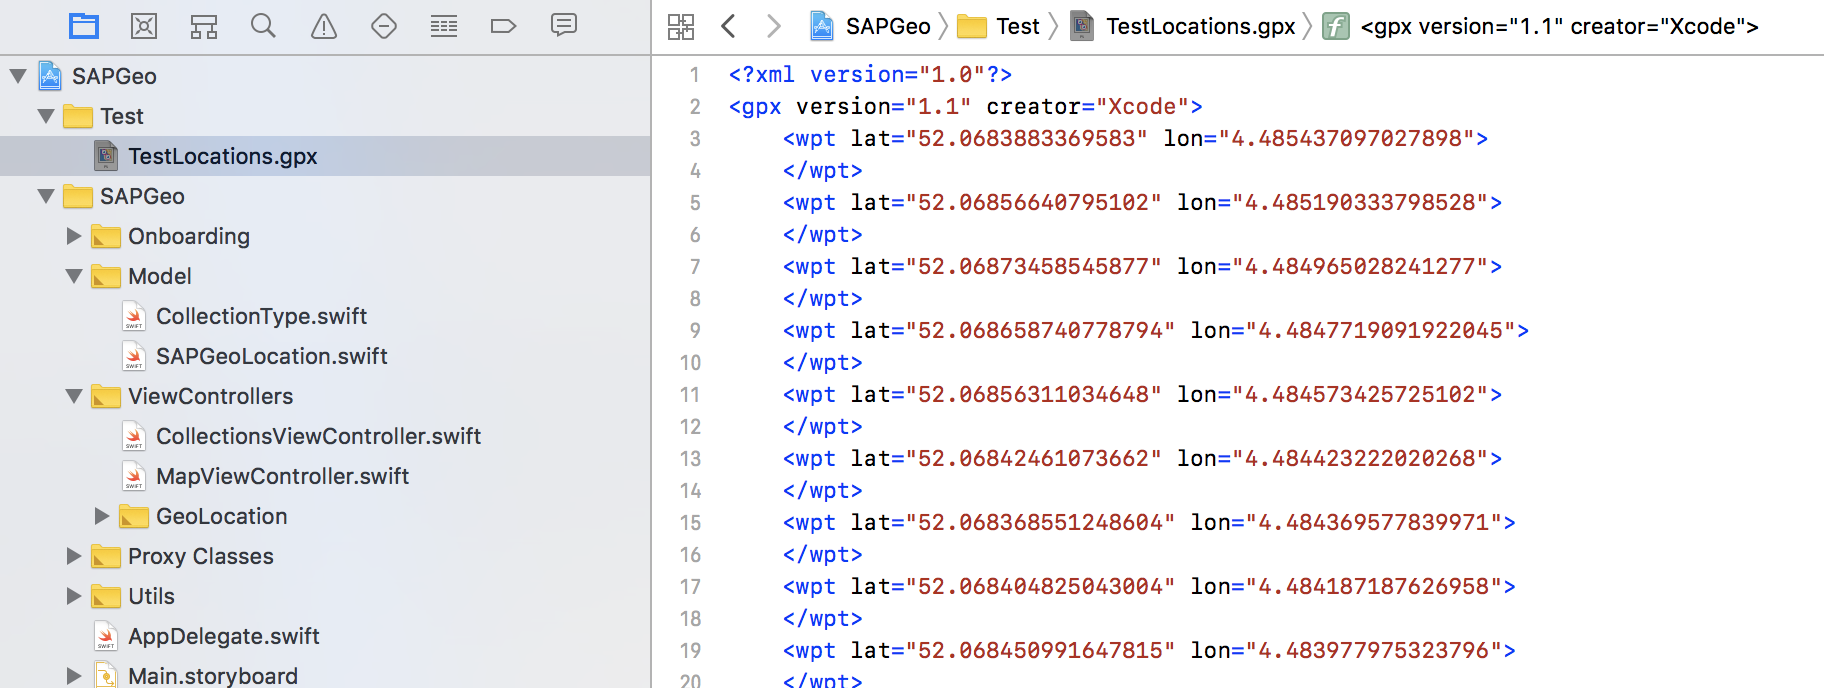 SAPGeo
Test
TestLocations.gpx
SAPGeo
Onboarding
Model
CollectionType.swift
SAPGeoLocation.swift
ViewControllers
CollectionsViewController.swift
MapViewController.swift
GeoLocation
Proxy Classes
Utils
AppDelegate.swift
Main.storyboard
SAPGeo Test TestLocations.gpx f <gpx version="1.1" creator="Xcode">
1 <?xml version="1.0"?>
2 <gpx version="1.1" creator="Xcode">
3 <wpt lat="52.0683883369583" lon="4.485437097027898">
4 </wpt>
5 <wpt lat="52.06856640795102" lon="4.485190333798528">
6 </wpt>
7 <wpt lat="52.06873458545877" lon="4.484965028241277">
8 </wpt>
9 <wpt lat="52.068658740778794" lon="4.4847719091922045">
10 </wpt>
11 <wpt lat="52.06856311034648" lon="4.484573425725102">
12 </wpt>
13 <wpt lat="52.06842461073662" lon="4.484423222020268">
14 </wpt>
15 <wpt lat="52.068368551248604" lon="4.484369577839971">
16 </wpt>
17 <wpt lat="52.068404825043004" lon="4.484187187626958">
18 </wpt>
19 <wpt lat="52.068450991647815" lon="4.483977975323796">
20 </wpt>